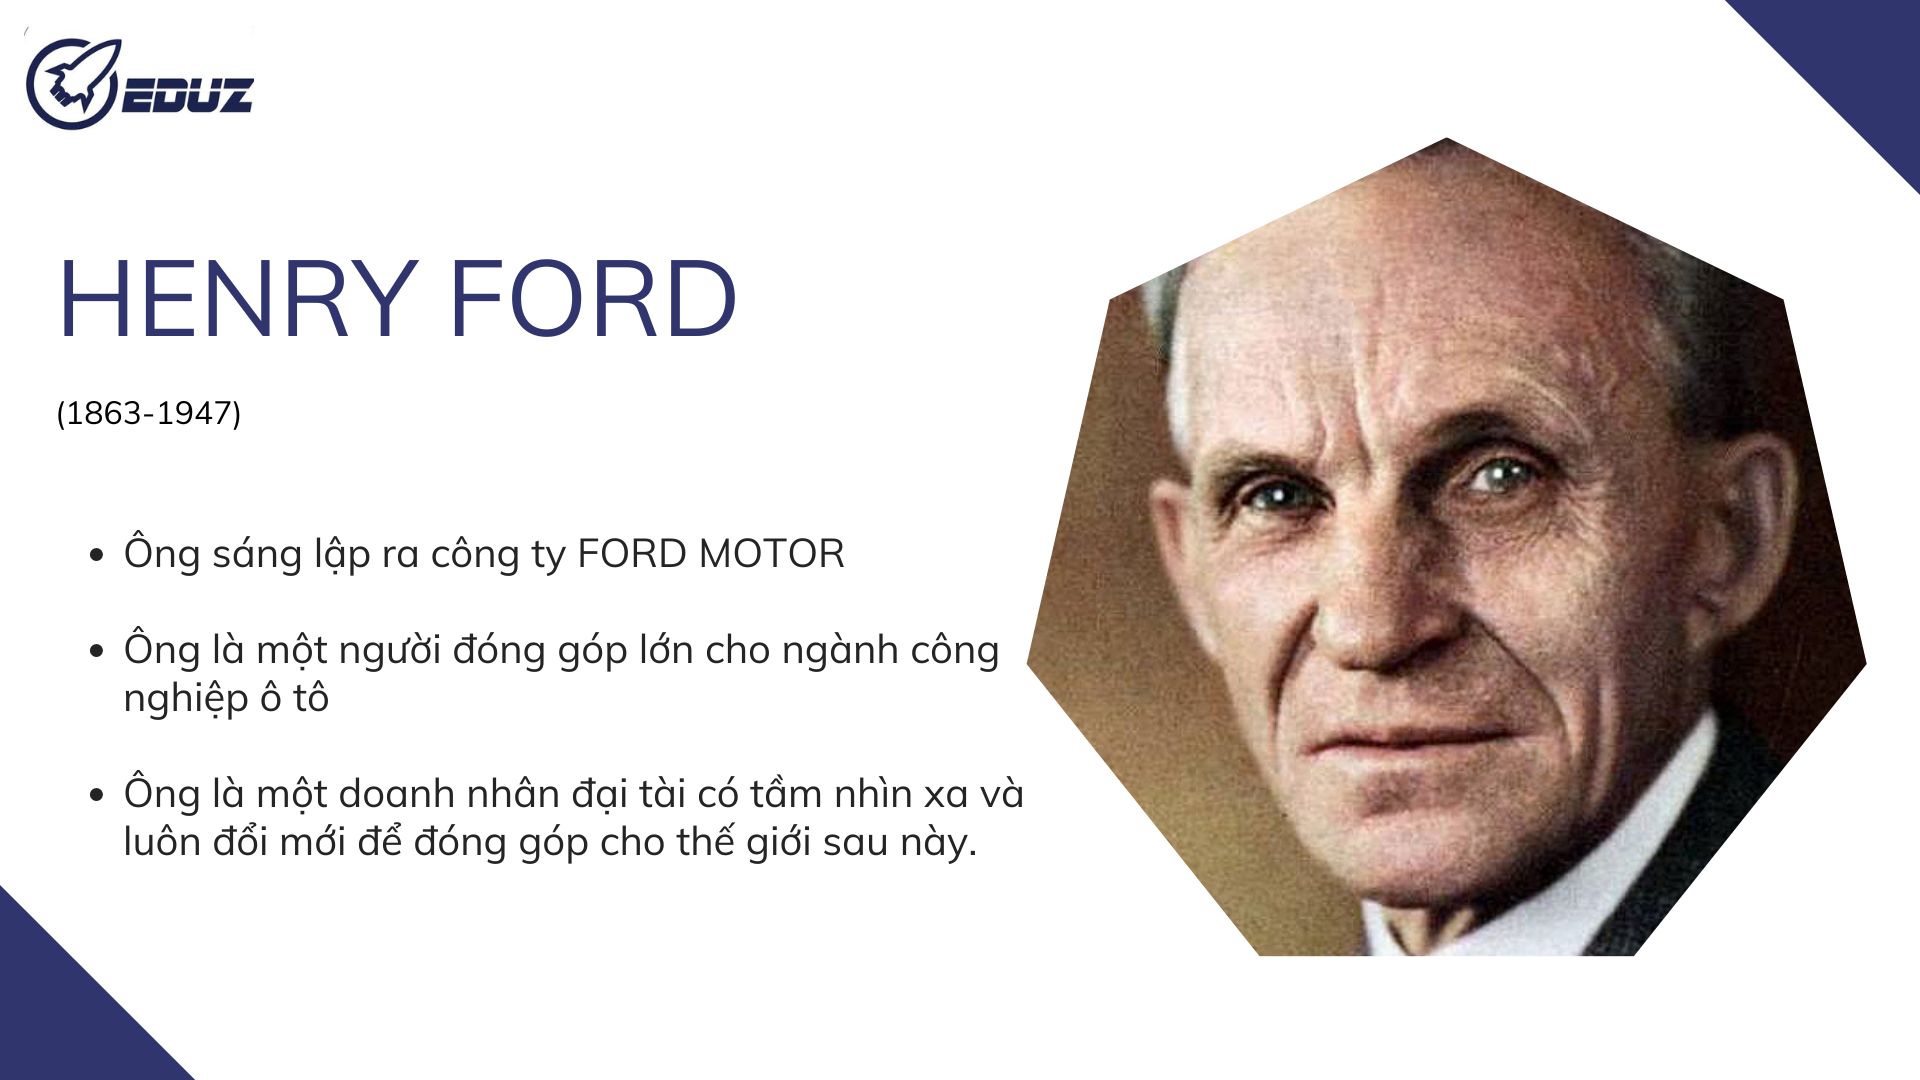 EDUZ
HENRY FORD
(1863-1947)
• Ông sáng lập ra công ty FORD MOTOR
• Ông là một người đóng góp lớn cho ngành công
nghiệp ô tô
• Ông là một doanh nhân đại tài có tầm nhìn xa và
luôn đổi mới để đóng góp cho thế giới sau này.